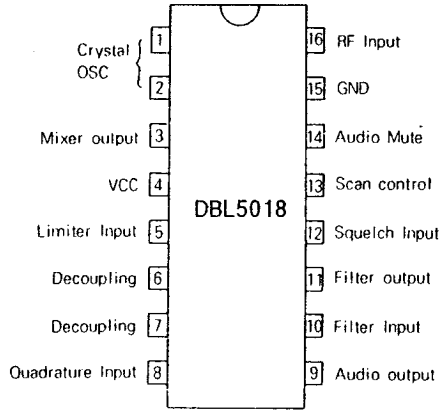 Crystal
OSC
1
2
Mixer output 3
VCC 4
Limiter Input 5
Decoupling 6
Decoupling 7
Quadrature Input 8
DBL5018
16 RF Input
15 GND
14 Audio Mute
13 Scan control
12 Squelch Input
11 Filter output
10 Filter Input
9 Audio output